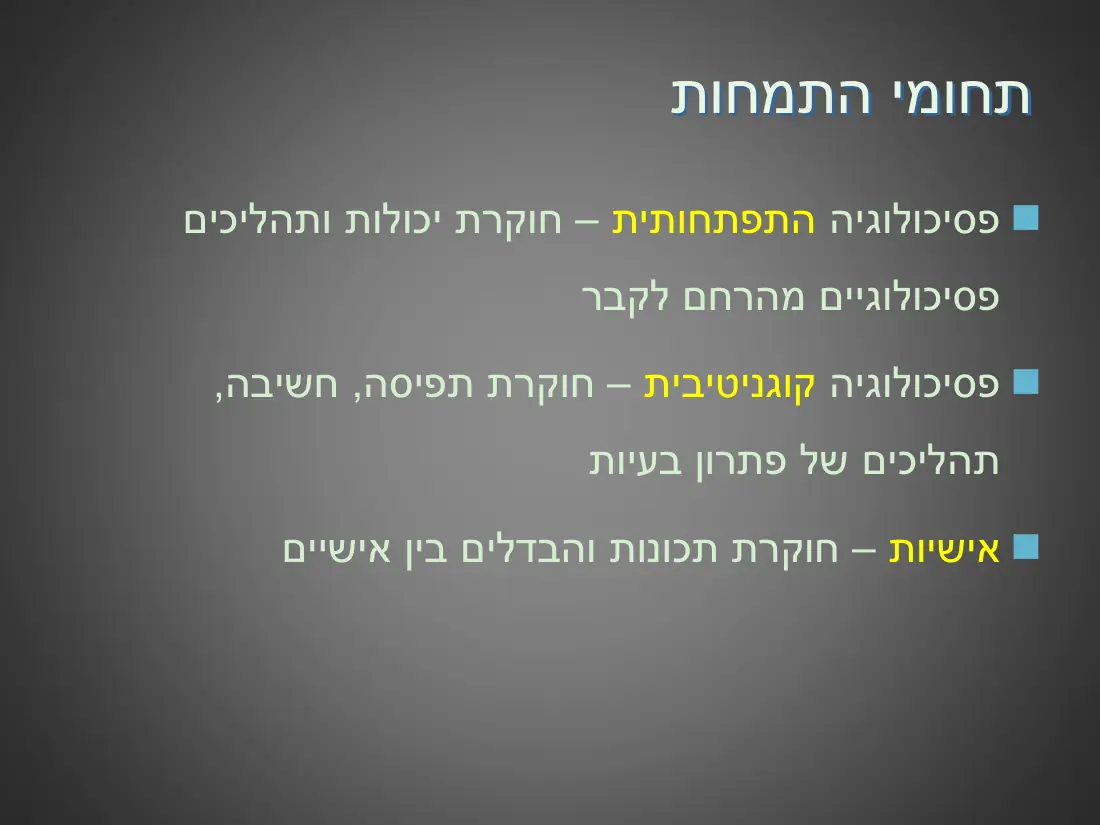 תחומי התמחות
פסיכולוגיה התפתחותית – חוקרת יכולות ותהליכים
פסיכולוגיים מהרחם לקבר
פסיכולוגיה קוגניטיבית – חוקרת תפיסה, חשיבה,
תהליכים של פתרון בעיות
אישיות – חוקרת תכונות והבדלים בין אישיים